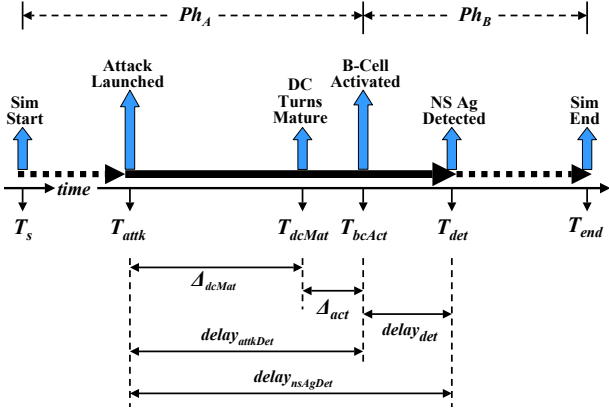 Ph_A Ph_B
Attack
Launched
B-Cell
Activated
Sim
Start
DC
Turns
Mature
NS Ag
Detected
Sim
End
time
T_s T_attk T_dcMat T_bcAct T_det T_end
Δ_dcMat
Δ_act
delay_det
delay_attkDet
delay_nsAgDet